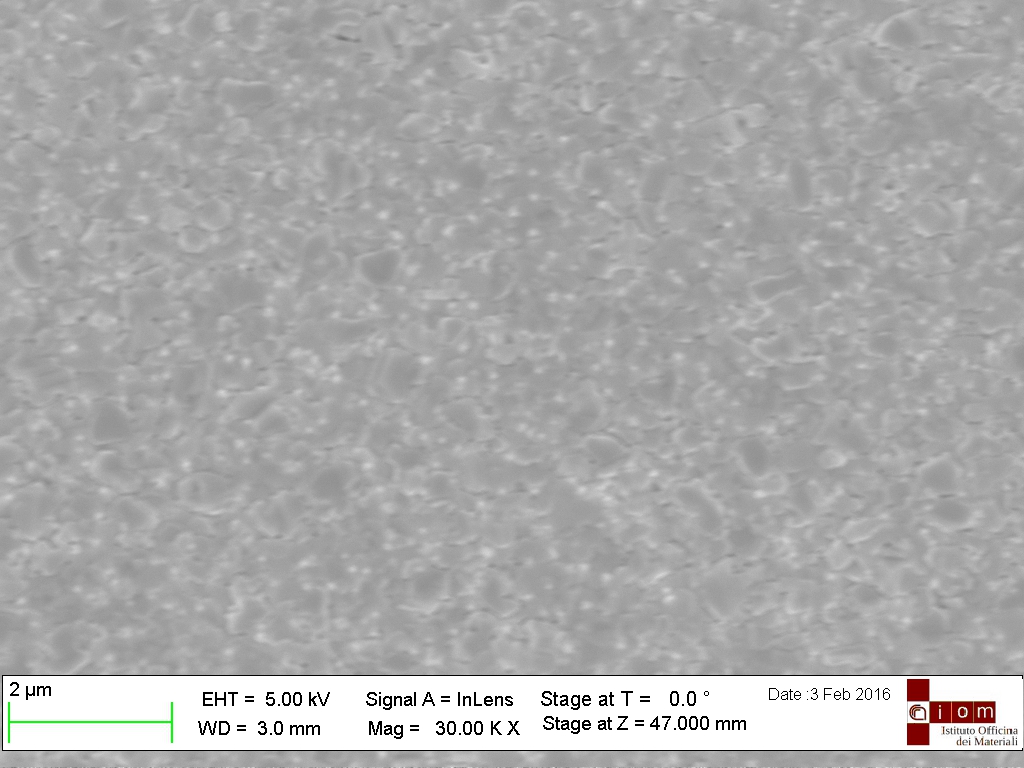 2 µm
EHT = 5.00 kV Signal A = InLens Stage at T = 0.0 ° Date :3 Feb 2016
WD = 3.0 mm Mag = 30.00 K X Stage at Z = 47.000 mm
iom
Istituto Officina
dei Materiali